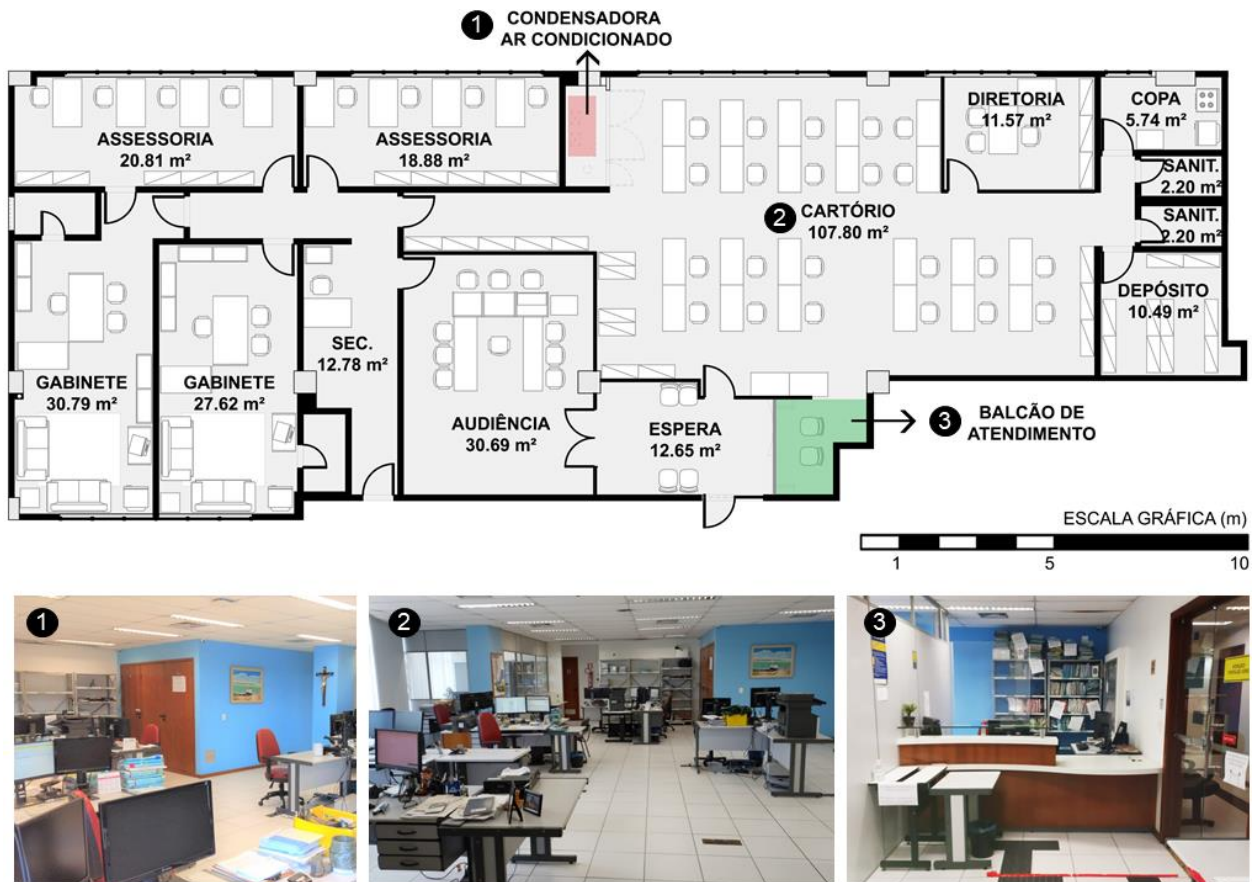 1 CONDENSADORA
AR CONDICIONADO
ASSESSORIA
20.81 m²
ASSESSORIA
18.88 m²
DIRETORIA
11.57 m²
COPA
5.74 m²
SANIT.
2.20 m²
SANIT.
2.20 m²
2 CARTÓRIO
107.80 m²
DEPÓSITO
10.49 m²
SEC.
12.78 m²
GABINETE
30.79 m²
GABINETE
27.62 m²
AUDIÊNCIA
30.69 m²
ESPERA
12.65 m²
3 BALCÃO DE
ATENDIMENTO
ESCALA GRÁFICA (m)
1 5 10
1
2
3